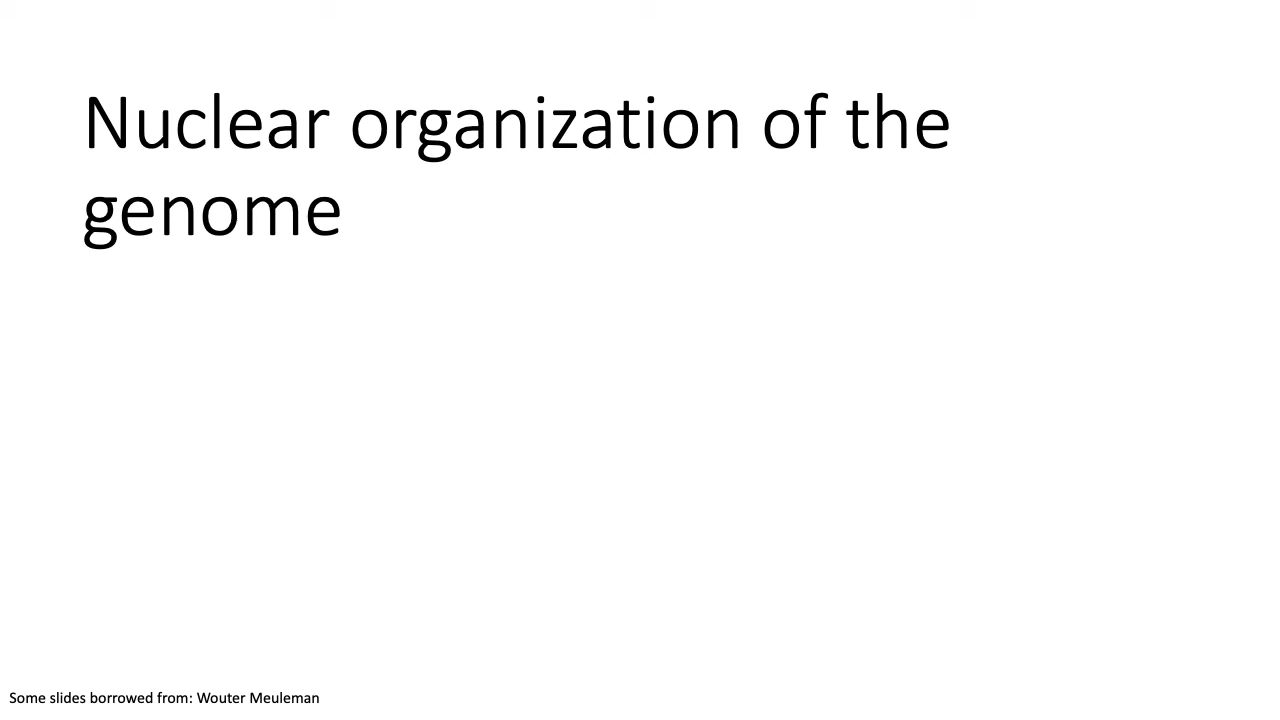 Nuclear organization of the
genome
Some slides borrowed from: Wouter Meuleman